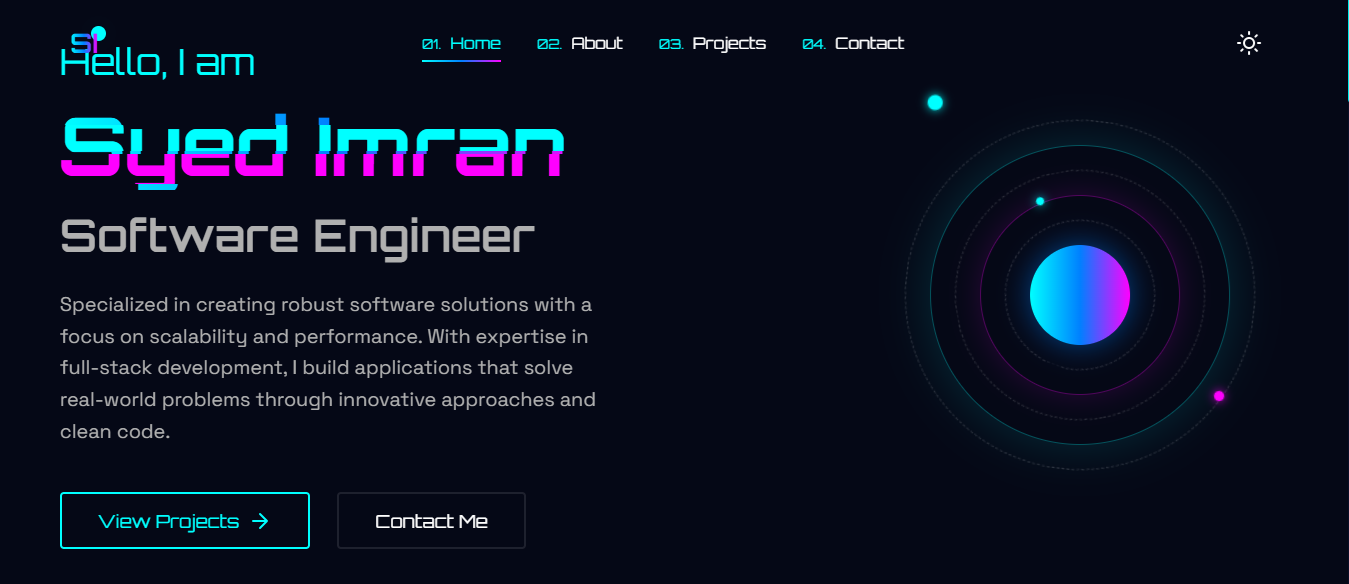 SI
01. Home 02. About 03. Projects 04. Contact
Hello, I am
Syed Imran
Software Engineer
Specialized in creating robust software solutions with a
focus on scalability and performance. With expertise in
full-stack development, I build applications that solve
real-world problems through innovative approaches and
clean code.
View Projects Contact Me